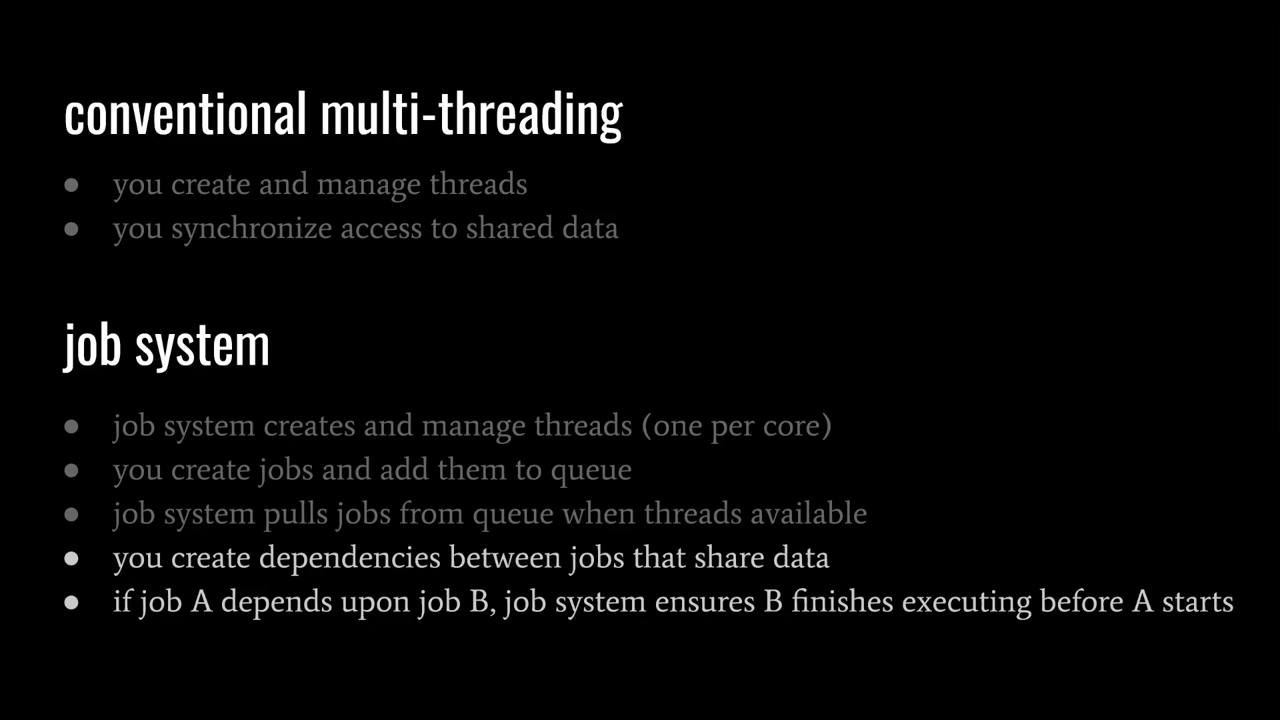 conventional multi-threading
● you create and manage threads
● you synchronize access to shared data
job system
● job system creates and manage threads (one per core)
● you create jobs and add them to queue
● job system pulls jobs from queue when threads available
● you create dependencies between jobs that share data
● if job A depends upon job B, job system ensures B finishes executing before A starts